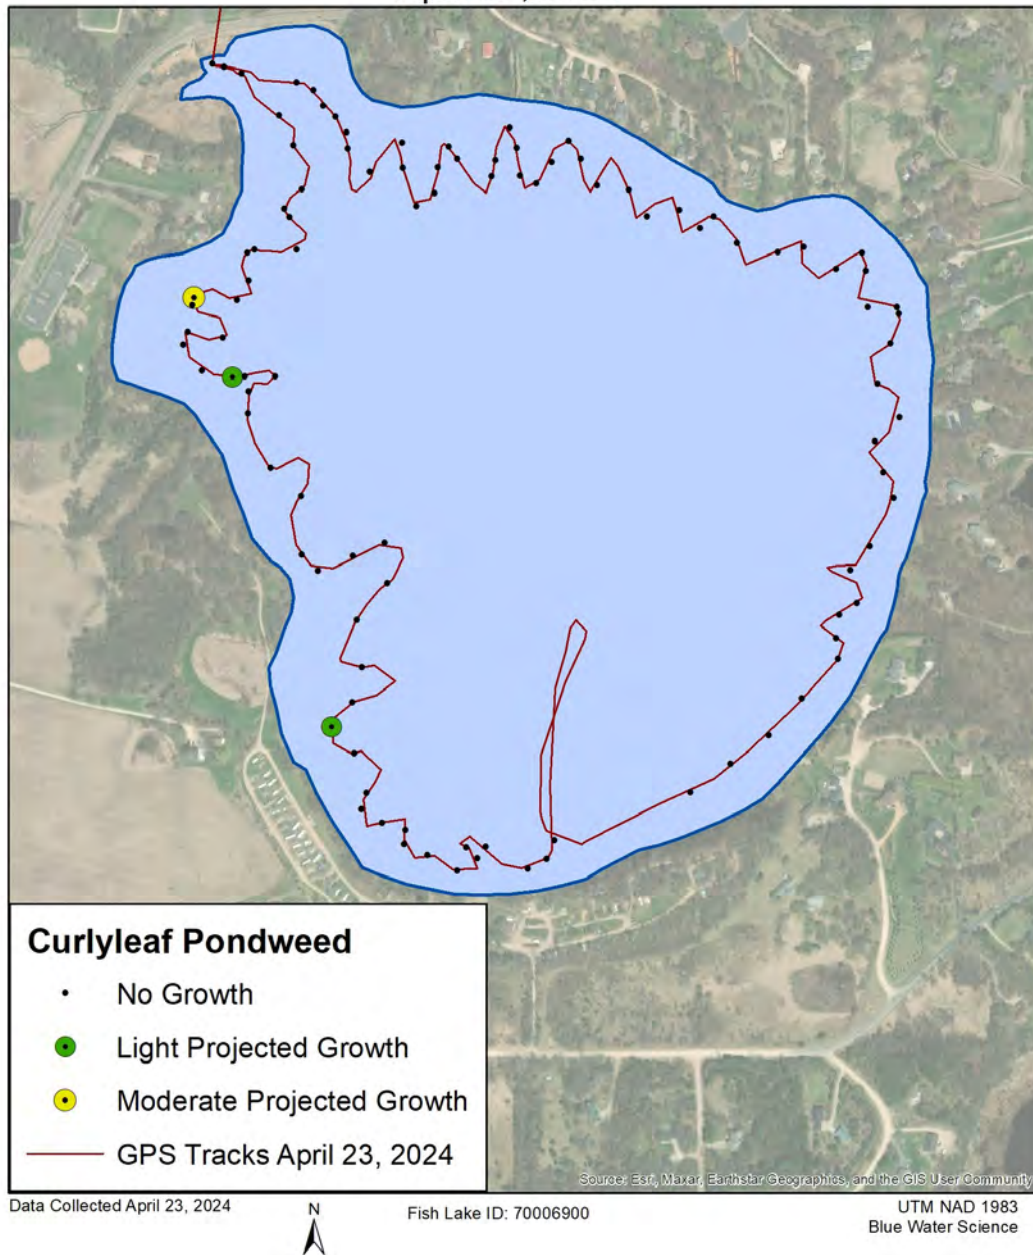 Curlyleaf Pondweed
No Growth
Light Projected Growth
Moderate Projected Growth
GPS Tracks April 23, 2024
Source: Esri, Maxar, Earthstar Geographics, and the GIS User Community
Data Collected April 23, 2024
N
Fish Lake ID: 70006900
UTM NAD 1983
Blue Water Science